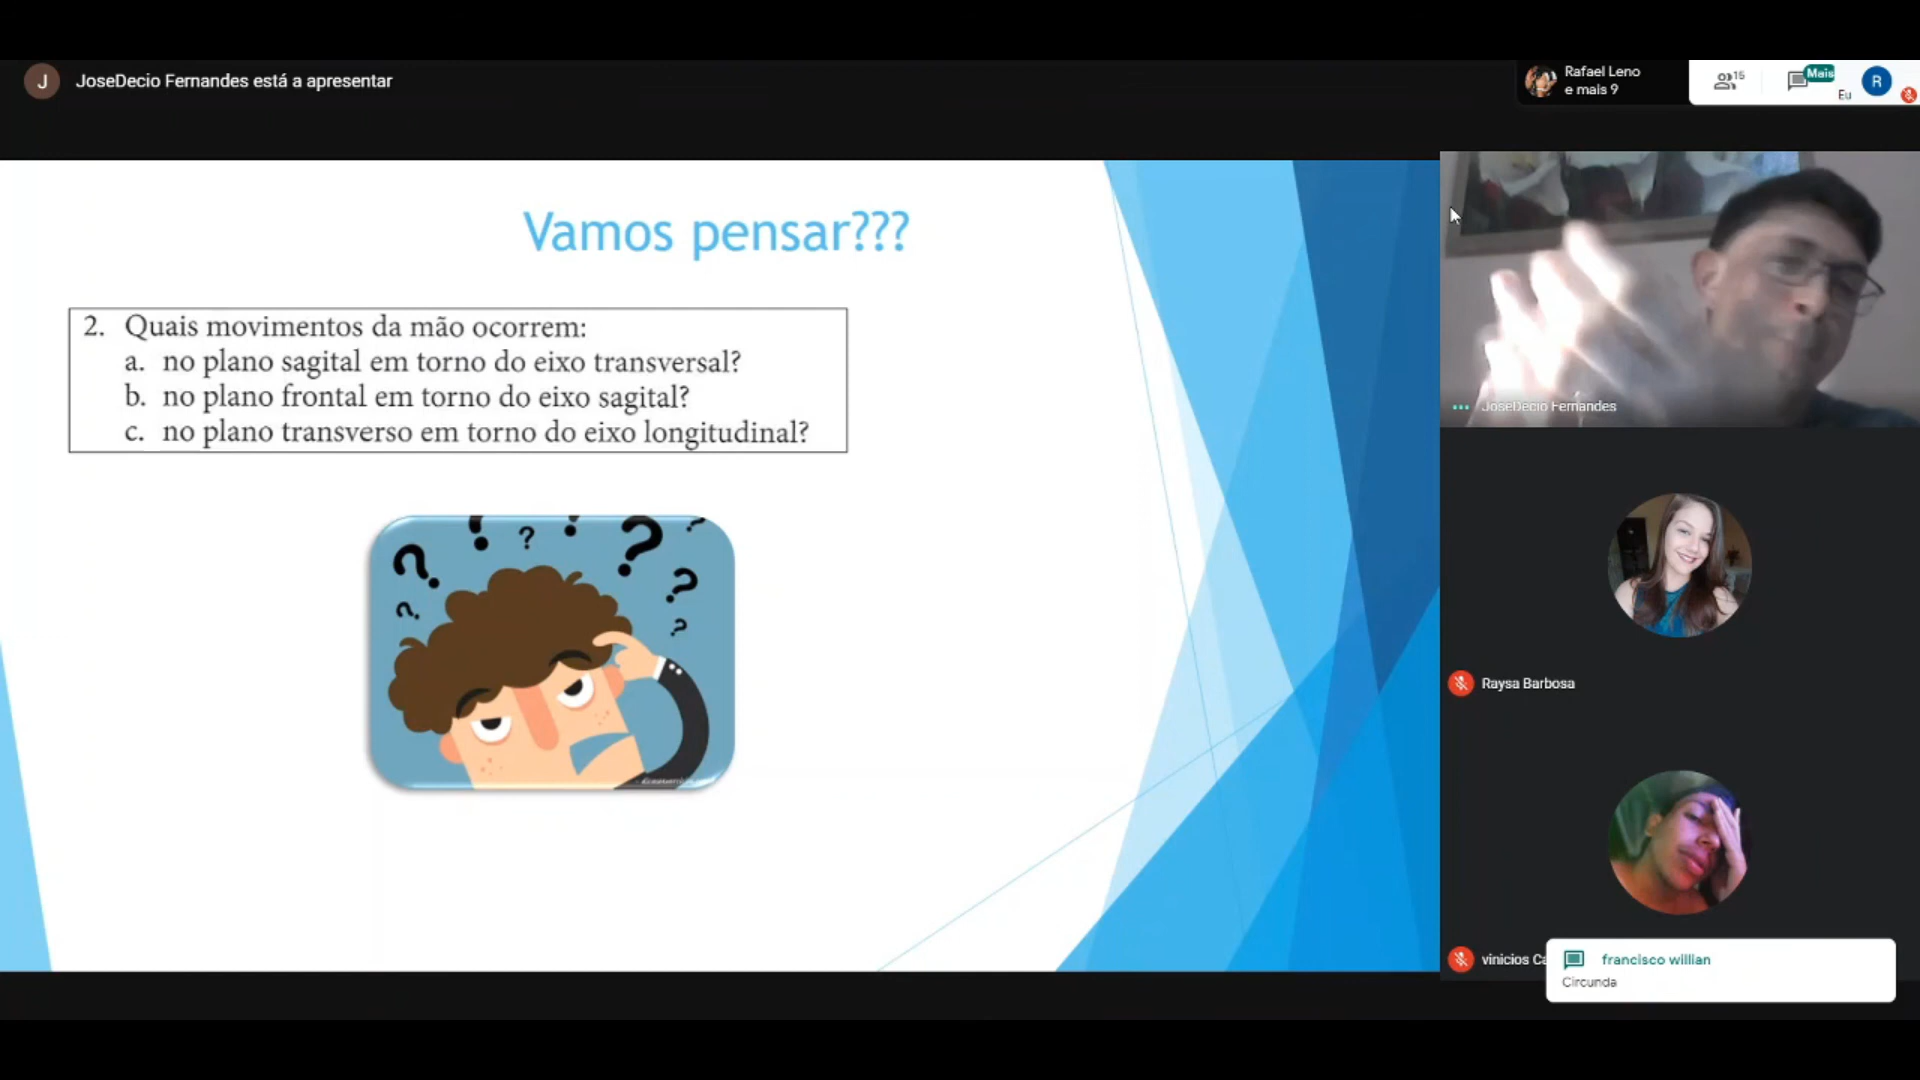 J
JoseDecio Fernandes está a apresentar
Rafael Leno
e mais 9
15
Mais
Eu
R
Vamos pensar???
2. Quais movimentos da mão ocorrem:
a. no plano sagital em torno do eixo transversal?
b. no plano frontal em torno do eixo sagital?
c. no plano transverso em torno do eixo longitudinal?
JoseDecio Fernandes
Raysa Barbosa
vinicios
francisco willian
Circunda